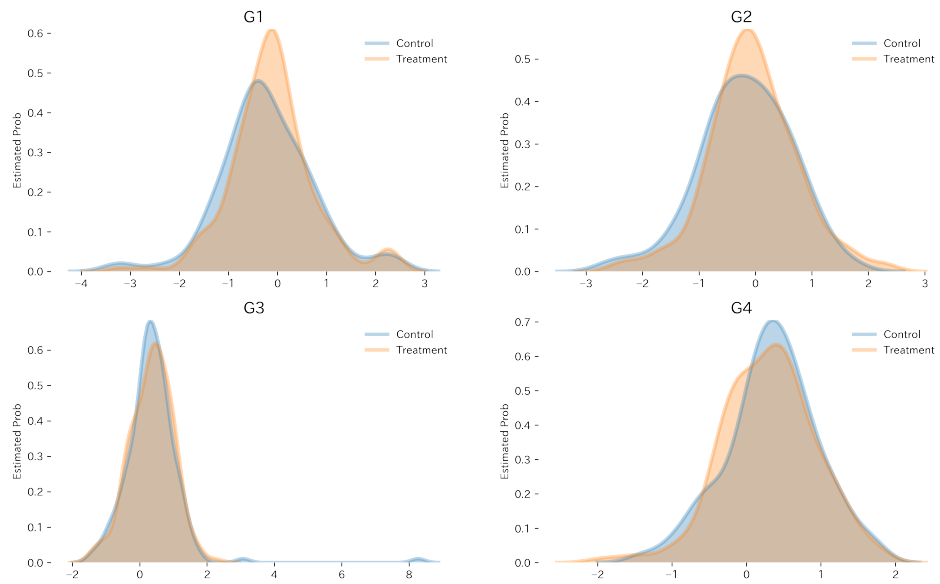 G1
Control
Treatment
Estimated Prob
0.6
0.5
0.4
0.3
0.2
0.1
0.0
−4 −3 −2 −1 0 1 2 3
G2
Control
Treatment
Estimated Prob
0.5
0.4
0.3
0.2
0.1
0.0
−3 −2 −1 0 1 2 3
G3
Control
Treatment
Estimated Prob
0.6
0.5
0.4
0.3
0.2
0.1
0.0
−2 0 2 4 6 8
G4
Control
Treatment
Estimated Prob
0.7
0.6
0.5
0.4
0.3
0.2
0.1
0.0
−2 −1 0 1 2